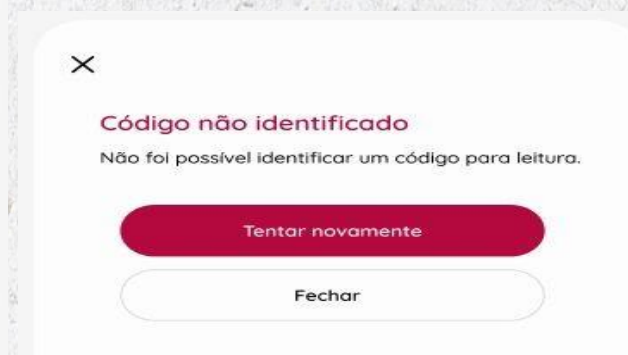 Código não identificado
Não foi possível identificar um código para leitura.
Tentar novamente
Fechar